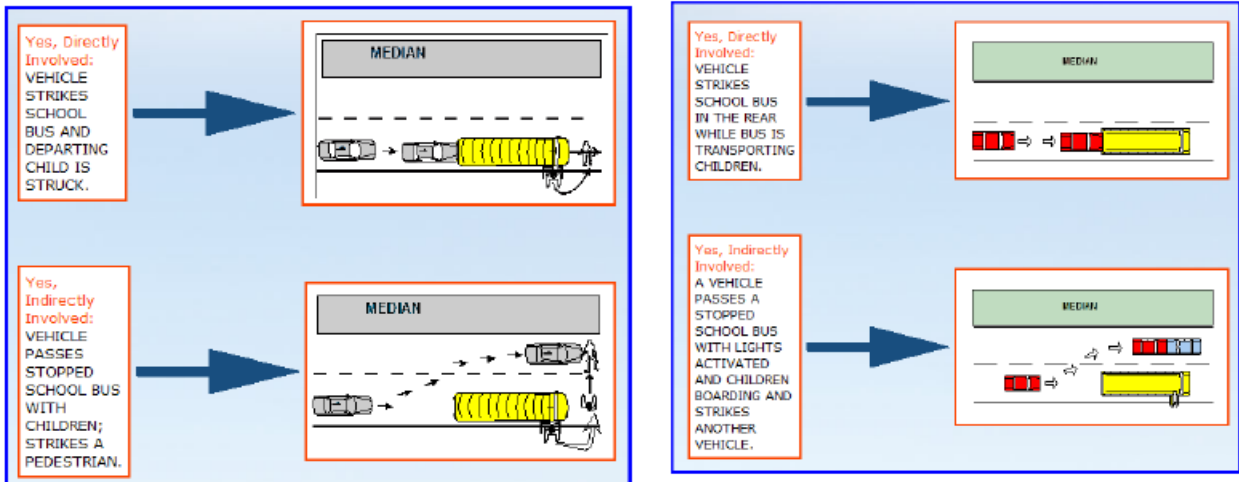 Yes, Directly
Involved:
VEHICLE
STRIKES
SCHOOL
BUS AND
DEPARTING
CHILD IS
STRUCK.
MEDIAN
Yes,
Indirectly
Involved:
VEHICLE
PASSES
STOPPED
SCHOOL BUS
WITH
CHILDREN;
STRIKES A
PEDESTRIAN.
MEDIAN
Yes, Directly
Involved:
VEHICLE
STRIKES
SCHOOL BUS
IN THE REAR
WHILE BUS IS
TRANSPORTING
CHILDREN.
MEDIAN
Yes, Indirectly
Involved:
A VEHICLE
PASSES A
STOPPED
SCHOOL BUS
WITH LIGHTS
ACTIVATED
AND CHILDREN
BOARDING AND
STRIKES
ANOTHER
VEHICLE.
MEDIAN